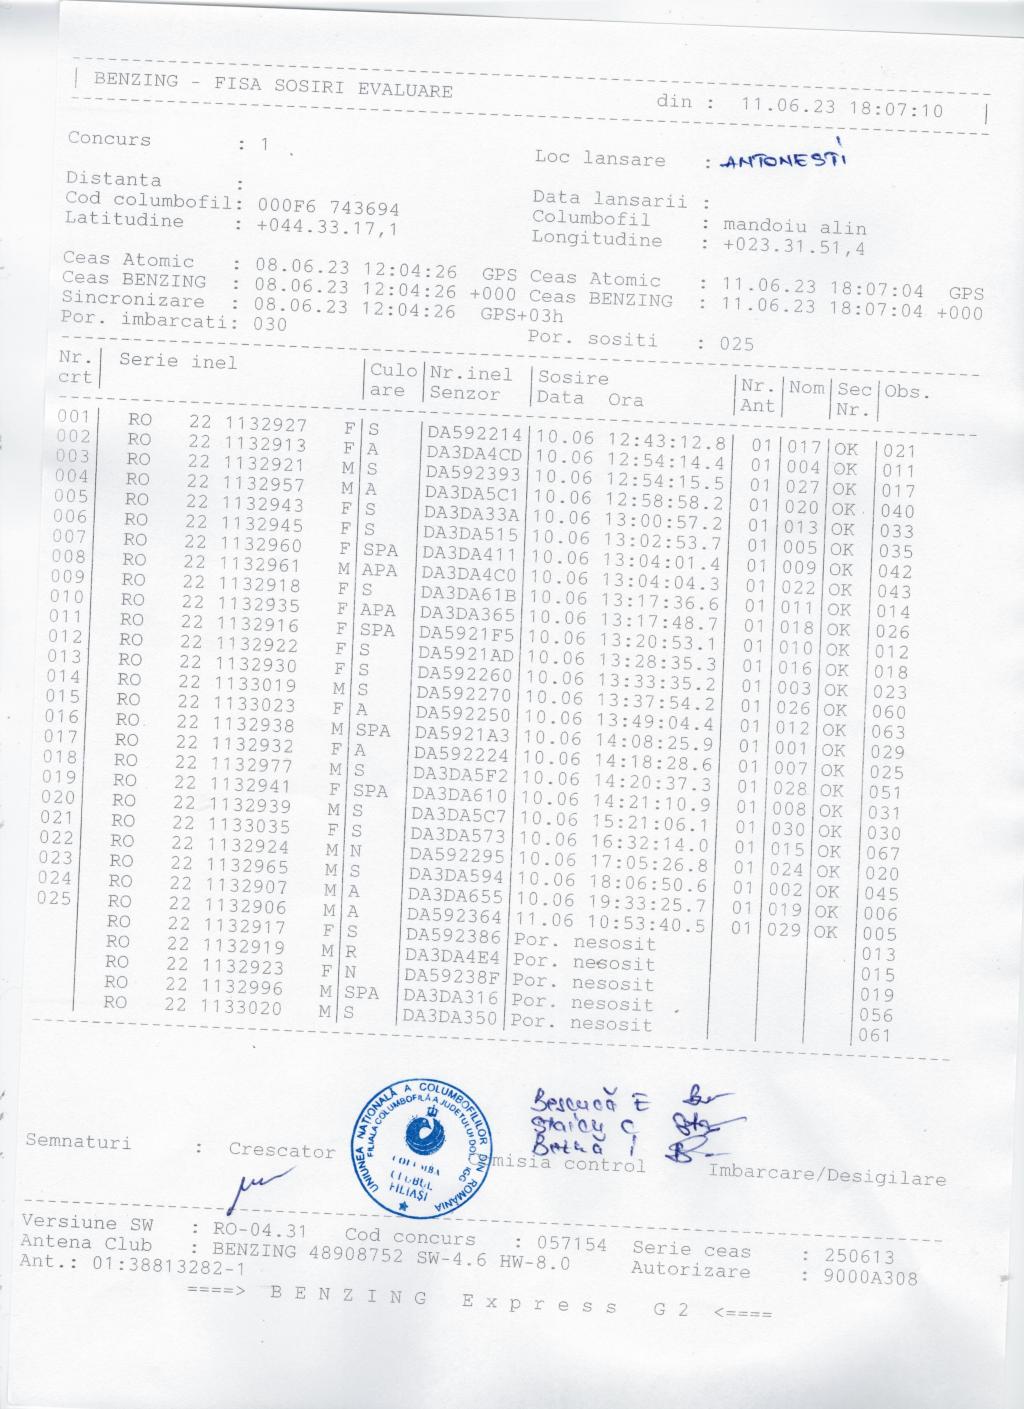 BENZING - FISA SOSIRI EVALUARE din : 11.06.23 18:07:10
Concurs : 1 Loc lansare : ANTONESTI
Distanta : Data lansarii :
Cod columbofil: 000F6 743694 Columbofil : mandoiu alin
Latitudine : +044.33.17,1 Longitudine : +023.31.51,4
Ceas Atomic : 08.06.23 12:04:26 GPS Ceas Atomic : 11.06.23 18:07:04 GPS
Ceas BENZING : 08.06.23 12:04:26 +000 Ceas BENZING : 11.06.23 18:07:04 +000
Sincronizare : 08.06.23 12:04:26 GPS+03h
Por. imbarcati: 030 Por. sositi : 025
Nr. | Serie inel | Culo | Nr.inel | Sosire | Nr. | Nom | Sec | Obs.
crt | are | Senzor | Data Ora | Ant | Nr. |
001 RO 22 1132927 F S DA592214 10.06 12:43:12.8 01 017 OK 021
002 RO 22 1132913 F A DA3DA4CD 10.06 12:54:14.4 01 004 OK 011
003 RO 22 1132921 M S DA592393 10.06 12:54:15.5 01 027 OK 017
004 RO 22 1132957 M A DA3DA5C1 10.06 12:58:58.2 01 020 OK 040
005 RO 22 1132943 F S DA3DA33A 10.06 13:00:57.2 01 013 OK 033
006 RO 22 1132945 F S DA3DA515 10.06 13:02:53.7 01 005 OK 035
007 RO 22 1132960 F SPA DA3DA411 10.06 13:04:01.4 01 009 OK 042
008 RO 22 1132961 M APA DA3DA4C0 10.06 13:04:04.3 01 022 OK 043
009 RO 22 1132918 F S DA3DA61B 10.06 13:17:36.6 01 011 OK 014
010 RO 22 1132935 F APA DA3DA365 10.06 13:17:48.7 01 018 OK 026
011 RO 22 1132916 F SPA DA5921F5 10.06 13:20:53.1 01 010 OK 012
012 RO 22 1132922 F S DA5921AD 10.06 13:28:35.3 01 016 OK 018
013 RO 22 1132930 F S DA592260 10.06 13:33:35.2 01 003 OK 023
014 RO 22 1133019 M S DA592270 10.06 13:37:54.2 01 026 OK 060
015 RO 22 1133023 F A DA592250 10.06 13:49:04.4 01 012 OK 063
016 RO 22 1132938 M SPA DA5921A3 10.06 14:08:25.9 01 001 OK 029
017 RO 22 1132932 F A DA592224 10.06 14:18:28.6 01 007 OK 025
018 RO 22 1132977 M S DA3DA5F2 10.06 14:20:37.3 01 028 OK 051
019 RO 22 1132941 F SPA DA3DA610 10.06 14:21:10.9 01 008 OK 031
020 RO 22 1132939 M S DA3DA5C7 10.06 15:21:06.1 01 030 OK 030
021 RO 22 1133035 F S DA3DA573 10.06 16:32:14.0 01 015 OK 067
022 RO 22 1132924 M N DA592295 10.06 17:05:26.8 01 024 OK 020
023 RO 22 1132965 M S DA3DA594 10.06 18:06:50.6 01 002 OK 045
024 RO 22 1132907 M A DA3DA655 10.06 19:33:25.7 01 019 OK 006
025 RO 22 1132906 M A DA592364 11.06 10:53:40.5 01 029 OK 005
RO 22 1132917 F S DA592386 Por. nesosit 013
RO 22 1132919 M R DA3DA4E4 Por. nesosit 015
RO 22 1132923 F N DA59238F Por. nesosit 019
RO 22 1132996 M SPA DA3DA316 Por. nesosit 056
RO 22 1133020 M S DA3DA350 Por. nesosit 061
UNIUNEA NAȚIONALĂ A COLUMBOFILILOR DIN ROMÂNIA
FILIALA COLUMBOFILĂ A JUDEȚULUI DOLJ
COLUMBA
CLUBUL
FILIAȘI
Semnaturi : Crescator Comisia control Imbarcare/Desigilare
Versiune SW : RO-04.31 Cod concurs : 057154 Serie ceas : 250613
Antena Club : BENZING 48908752 SW-4.6 HW-8.0 Autorizare : 9000A308
Ant.: 01:38813282-1
====> B E N Z I N G E x p r e s s G 2 <====